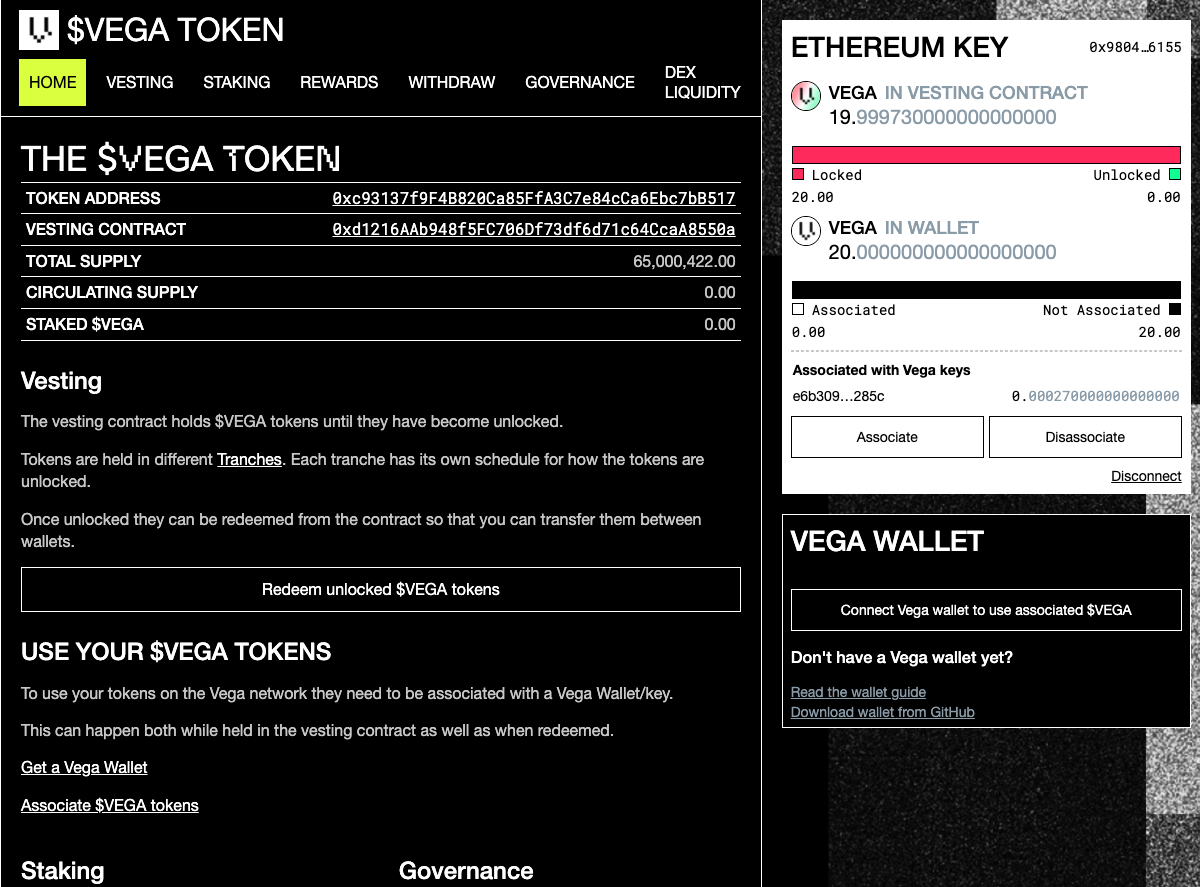 $VEGA TOKEN
HOME VESTING STAKING REWARDS WITHDRAW GOVERNANCE DEX LIQUIDITY
THE $VEGA TOKEN
TOKEN ADDRESS 0xc93137f9F4B820Ca85FfA3C7e84cCa6Ebc7bB517
VESTING CONTRACT 0xd1216AAb948f5FC706Df73df6d71c64CcaA8550a
TOTAL SUPPLY 65,000,422.00
CIRCULATING SUPPLY 0.00
STAKED $VEGA 0.00
Vesting
The vesting contract holds $VEGA tokens until they have become unlocked.
Tokens are held in different Tranches. Each tranche has its own schedule for how the tokens are
unlocked.
Once unlocked they can be redeemed from the contract so that you can transfer them between
wallets.
Redeem unlocked $VEGA tokens
USE YOUR $VEGA TOKENS
To use your tokens on the Vega network they need to be associated with a Vega Wallet/key.
This can happen both while held in the vesting contract as well as when redeemed.
Get a Vega Wallet
Associate $VEGA tokens
Staking Governance
ETHEREUM KEY 0x9804…6155
VEGA IN VESTING CONTRACT
19.999730000000000000
Locked Unlocked
20.00 0.00
VEGA IN WALLET
20.000000000000000000
Associated Not Associated
0.00 20.00
Associated with Vega keys
e6b309…285c 0.000270000000000000
Associate Disassociate
Disconnect
VEGA WALLET
Connect Vega wallet to use associated $VEGA
Don't have a Vega wallet yet?
Read the wallet guide
Download wallet from GitHub